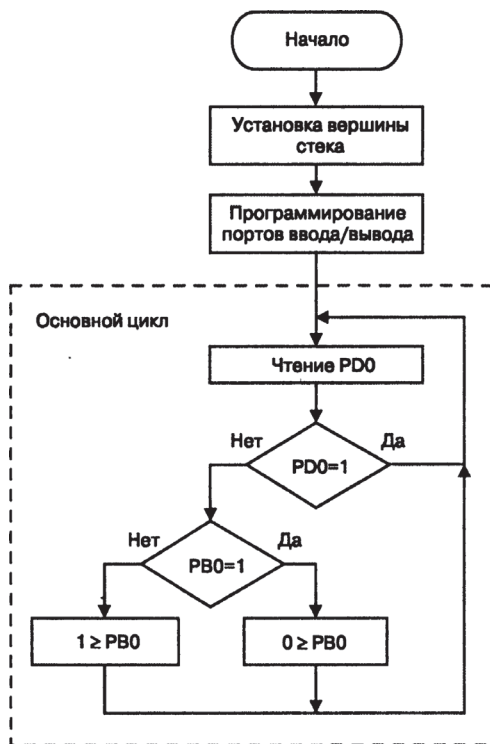 Начало
Установка вершины
стека
Программирование
портов ввода/вывода
Основной цикл
Чтение PD0
Нет
Да
PD0=1
Нет
Да
PB0=1
1 ≥ PB0
0 ≥ PB0